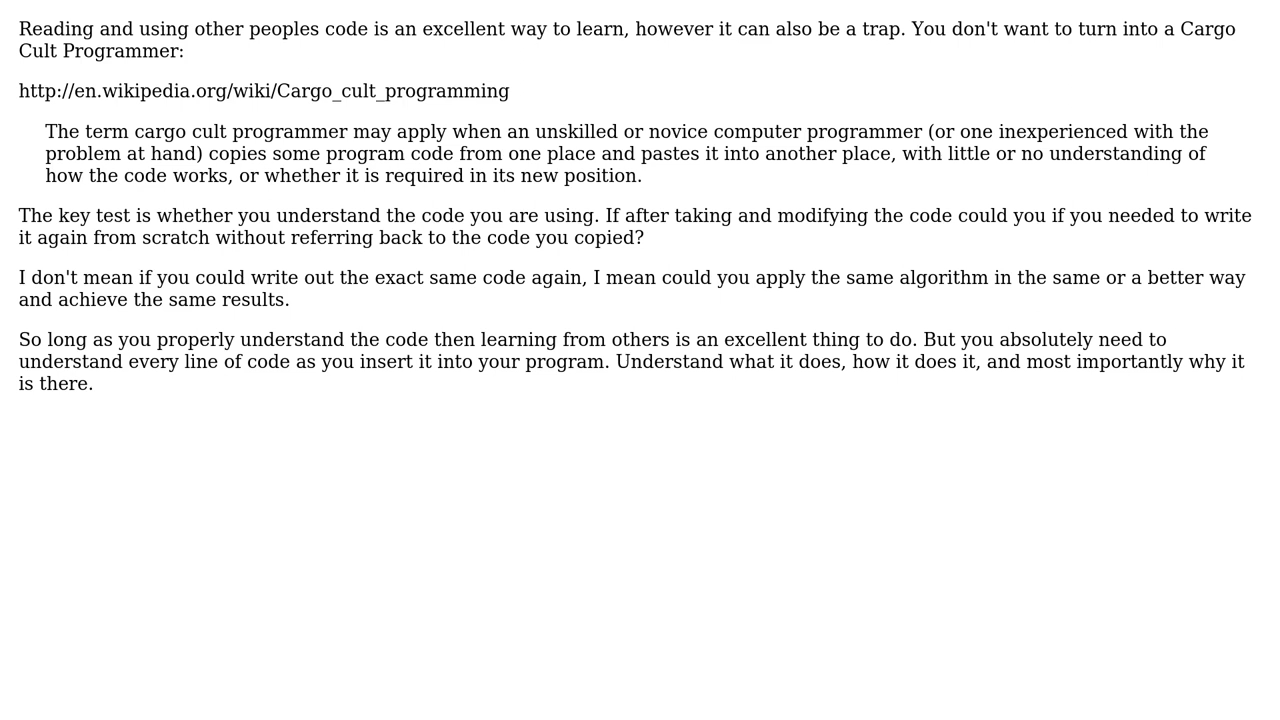 Reading and using other peoples code is an excellent way to learn, however it can also be a trap. You don't want to turn into a Cargo
Cult Programmer:
http://en.wikipedia.org/wiki/Cargo_cult_programming
The term cargo cult programmer may apply when an unskilled or novice computer programmer (or one inexperienced with the
problem at hand) copies some program code from one place and pastes it into another place, with little or no understanding of
how the code works, or whether it is required in its new position.
The key test is whether you understand the code you are using. If after taking and modifying the code could you if you needed to write
it again from scratch without referring back to the code you copied?
I don't mean if you could write out the exact same code again, I mean could you apply the same algorithm in the same or a better way
and achieve the same results.
So long as you properly understand the code then learning from others is an excellent thing to do. But you absolutely need to
understand every line of code as you insert it into your program. Understand what it does, how it does it, and most importantly why it
is there.